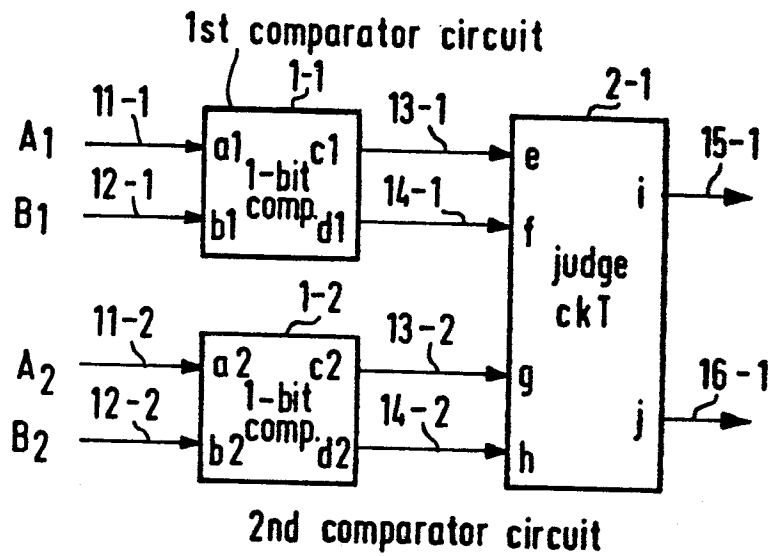 1st comparator circuit
1-1
2-1
11-1
13-1
15-1
A1
a1
c1
e
i
12-1
1-bit
14-1
comp.
B1
b1
d1
f
judge
ckT
1-2
11-2
13-2
16-1
A2
a2
c2
g
12-2
1-bit
14-2
j
comp.
B2
b2
d2
h
2nd comparator circuit